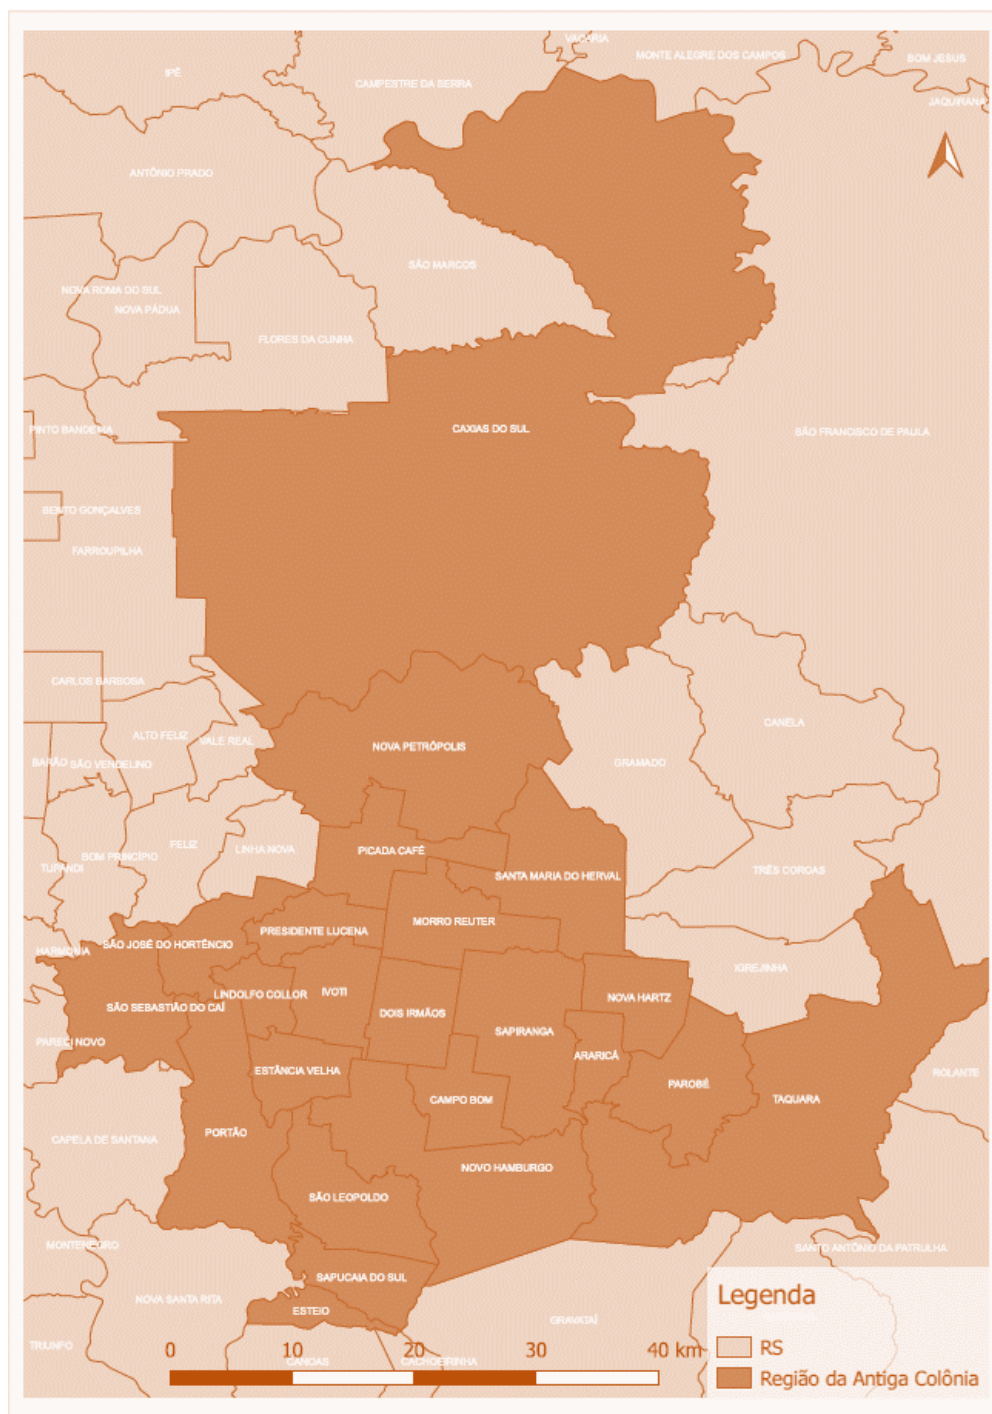 VACARIA
MONTE ALEGRE DOS CAMPOS
BOM JESUS
IPÊ
CAMPESTRE DA SERRA
JAQUIRANA
ANTÔNIO PRADO
SÃO MARCOS
NOVA ROMA DO SUL
NOVA PÁDUA
FLORES DA CUNHA
PINTO BANDEIRA
CAXIAS DO SUL
SÃO FRANCISCO DE PAULA
BENTO GONÇALVES
FARROUPILHA
CARLOS BARBOSA
CANELA
ALTO FELIZ
VALE REAL
NOVA PETRÓPOLIS
BARÃO
SÃO VENDELINO
GRAMADO
FELIZ
LINHA NOVA
PICADA CAFÉ
BOM PRINCÍPIO
TUPANDI
SANTA MARIA DO HERVAL
TRÊS COROAS
MORRO REUTER
PRESIDENTE LUCENA
SÃO JOSÉ DO HORTÊNCIO
HARMONIA
IGREJINHA
LINDOLFO COLLOR
IVOTI
NOVA HARTZ
SÃO SEBASTIÃO DO CAÍ
DOIS IRMÃOS
SAPIRANGA
PARECI NOVO
ARARICÁ
ESTÂNCIA VELHA
ROLANTE
PAROBÉ
CAMPO BOM
TAQUARA
PORTÃO
CAPELA DE SANTANA
NOVO HAMBURGO
SÃO LEOPOLDO
MONTENEGRO
SANTO ANTÔNIO DA PATRULHA
SAPUCAIA DO SUL
NOVA SANTA RITA
ESTEIO
GRAVATAÍ
TRIUNFO
CANOAS
CACHOEIRINHA
0 10 20 30 40 km
Legenda
RS
Região da Antiga Colônia